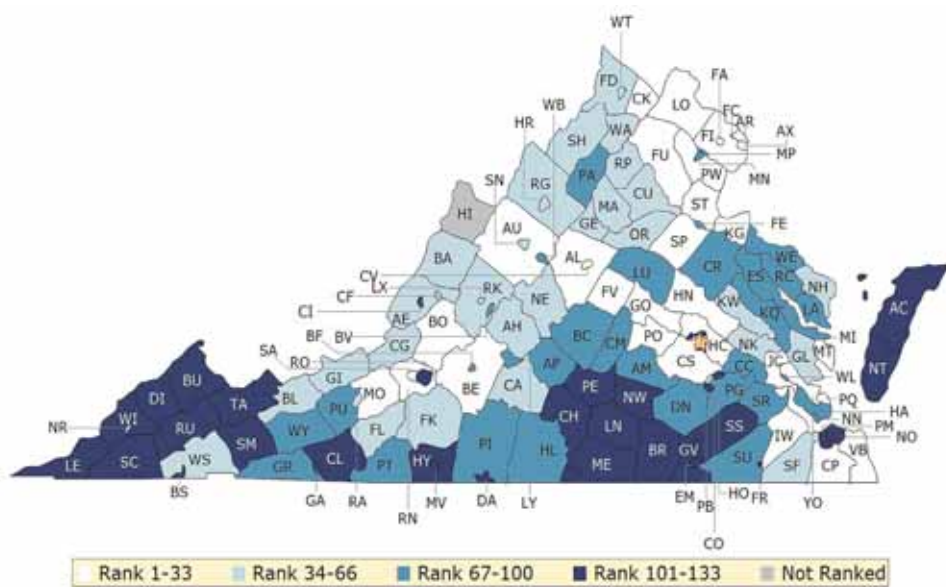 WT
FA
FC
AR
AX
MP
MN
WB
HR
SN
FD
CK
LO
FI
SH
WA
FU
PW
PA
RP
RG
CU
ST
MA
HI
GE
FE
AU
OR
KG
SP
WE
BA
AL
CR
ES
RC
CV
LU
NH
LX
RK
CF
NE
FV
HN
KW
KQ
LA
AC
CI
GO
AE
BO
AH
PO
HC
NK
MI
BF
BV
CG
BC
CM
CS
JC
GL
MT
SA
RO
GI
AP
AM
CC
WL
NT
BU
MO
BE
CA
PE
PG
PQ
DI
TA
BL
PU
NW
DN
SR
NN
HA
WI
NR
FL
FK
CH
PM
RU
WY
LN
SS
IW
NO
SM
PI
HL
BR
GV
VB
LE
SC
WS
GR
CL
PT
HY
ME
SU
SF
CP
BS
GA
RA
RN
MV
DA
LY
EM
PB
HO
FR
YO
CO
Rank 1-33
Rank 34-66
Rank 67-100
Rank 101-133
Not Ranked